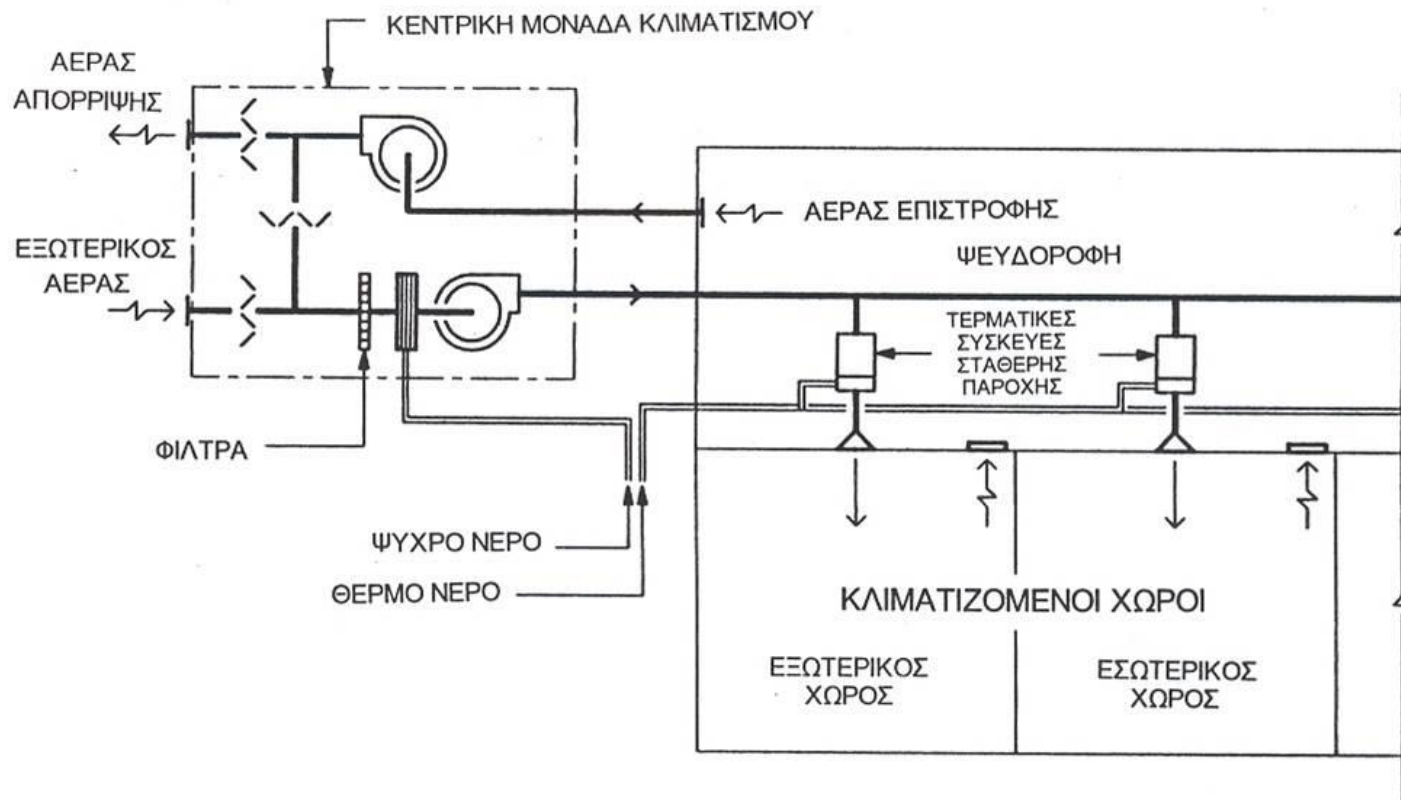 ΚΕΝΤΡΙΚΗ ΜΟΝΑΔΑ ΚΛΙΜΑΤΙΣΜΟΥ
ΑΕΡΑΣ
ΑΠΟΡΡΙΨΗΣ
ΑΕΡΑΣ ΕΠΙΣΤΡΟΦΗΣ
ΕΞΩΤΕΡΙΚΟΣ
ΑΕΡΑΣ
ΨΕΥΔΟΡΟΦΗ
ΤΕΡΜΑΤΙΚΕΣ
ΣΥΣΚΕΥΕΣ
ΣΤΑΘΕΡΗΣ
ΠΑΡΟΧΗΣ
ΦΙΛΤΡΑ
ΨΥΧΡΟ ΝΕΡΟ
ΘΕΡΜΟ ΝΕΡΟ
ΚΛΙΜΑΤΙΖΟΜΕΝΟΙ ΧΩΡΟΙ
ΕΞΩΤΕΡΙΚΟΣ
ΧΩΡΟΣ
ΕΣΩΤΕΡΙΚΟΣ
ΧΩΡΟΣ